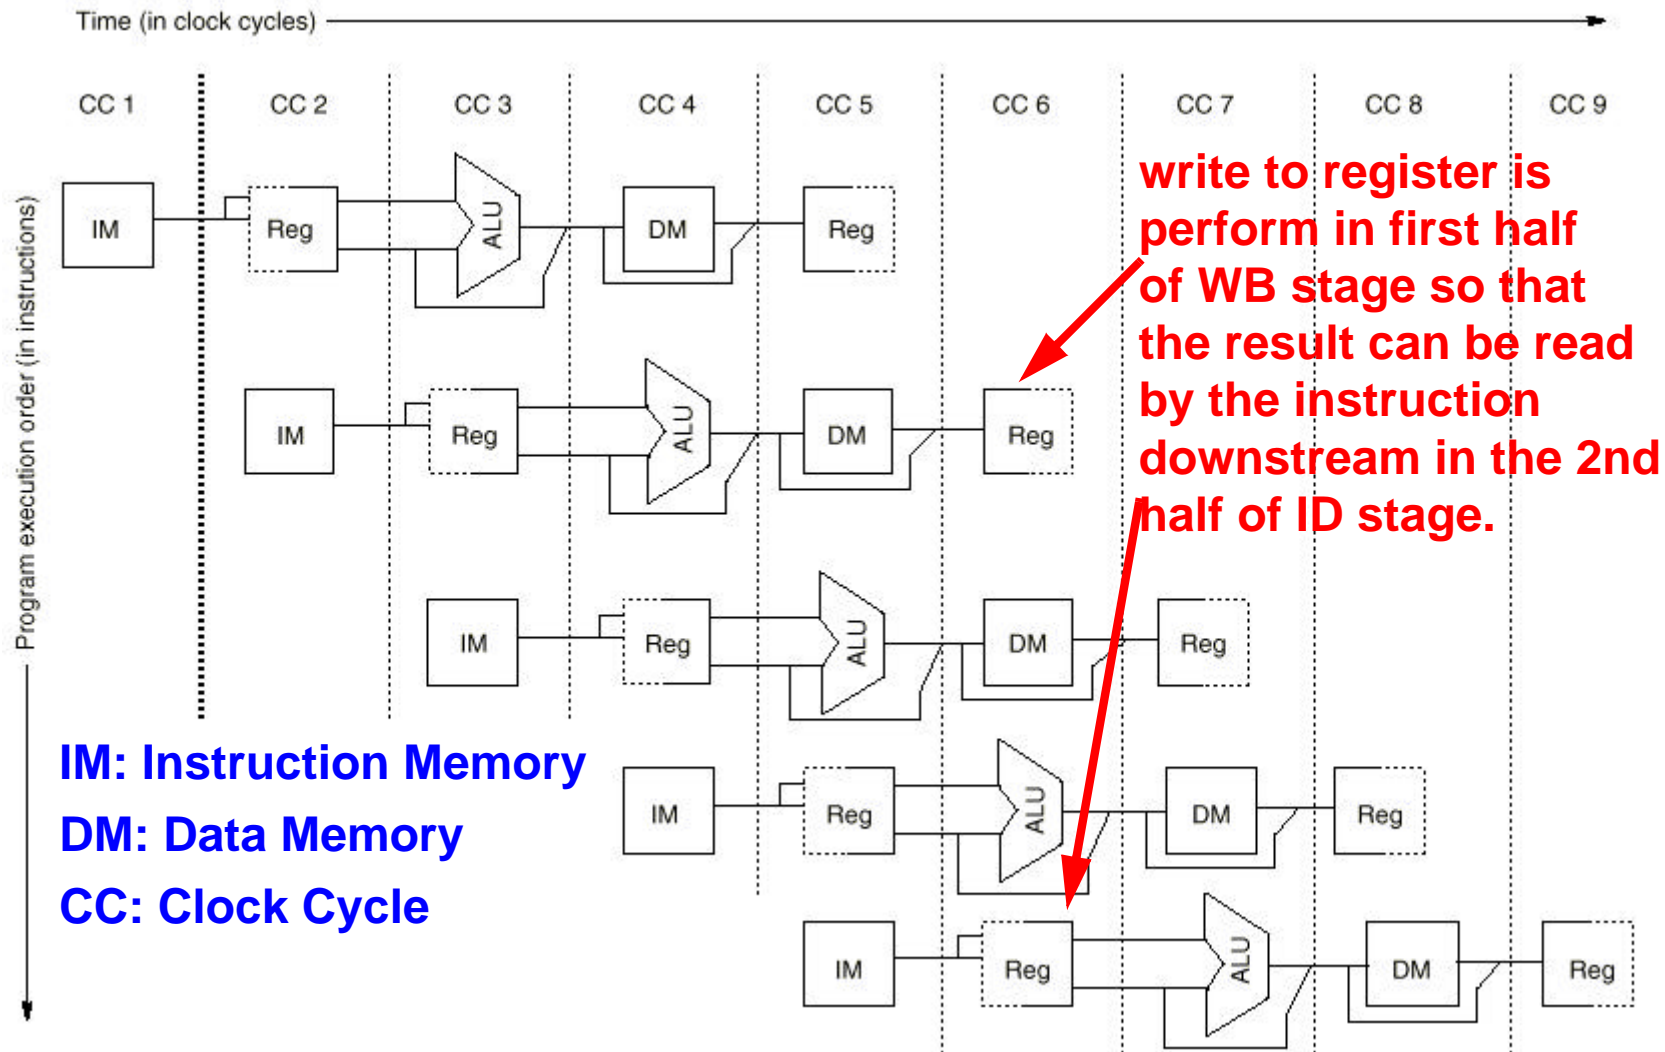 Time (in clock cycles)
CC 1 CC 2 CC 3 CC 4 CC 5 CC 6 CC 7 CC 8 CC 9
Program execution order (in instructions)
IM Reg ALU DM Reg
write to register is
perform in first half
of WB stage so that
the result can be read
by the instruction
downstream in the 2nd
half of ID stage.
IM Reg ALU DM Reg
IM Reg ALU DM Reg
IM: Instruction Memory
DM: Data Memory
CC: Clock Cycle
IM Reg ALU DM Reg
IM Reg ALU DM Reg